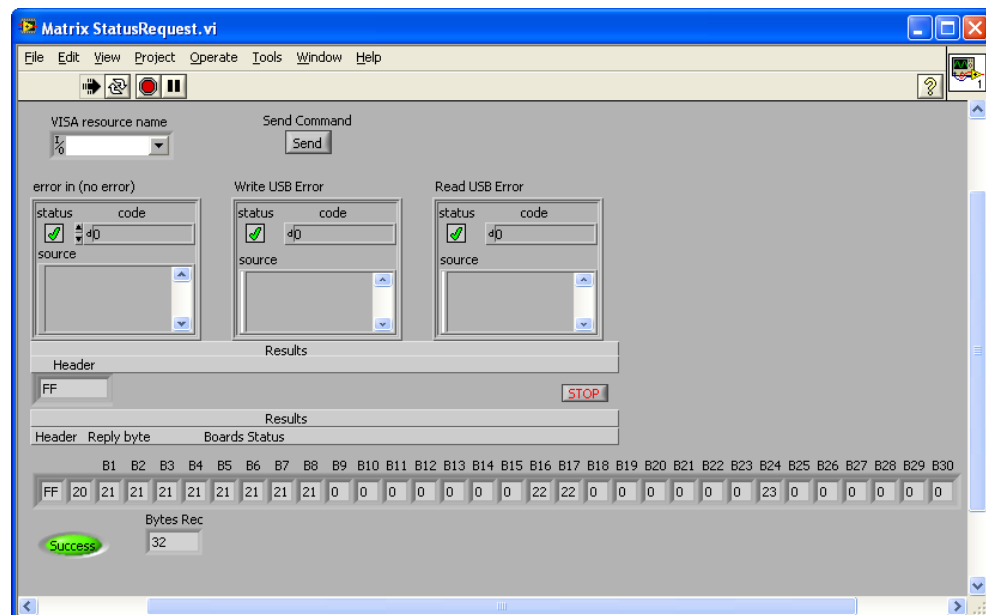 Matrix StatusRequest.vi
File Edit View Project Operate Tools Window Help
1
VISA resource name Send Command
I/O Send
error in (no error) Write USB Error Read USB Error
status code status code status code
d0 d0 d0
source source source
Results
Header
FF
STOP
Results
Header Reply byte Boards Status
B1 B2 B3 B4 B5 B6 B7 B8 B9 B10 B11 B12 B13 B14 B15 B16 B17 B18 B19 B20 B21 B22 B23 B24 B25 B26 B27 B28 B29 B30
FF 20 21 21 21 21 21 21 21 21 0 0 0 0 0 0 0 22 22 0 0 0 0 0 0 23 0 0 0 0 0 0
Bytes Rec
Success 32